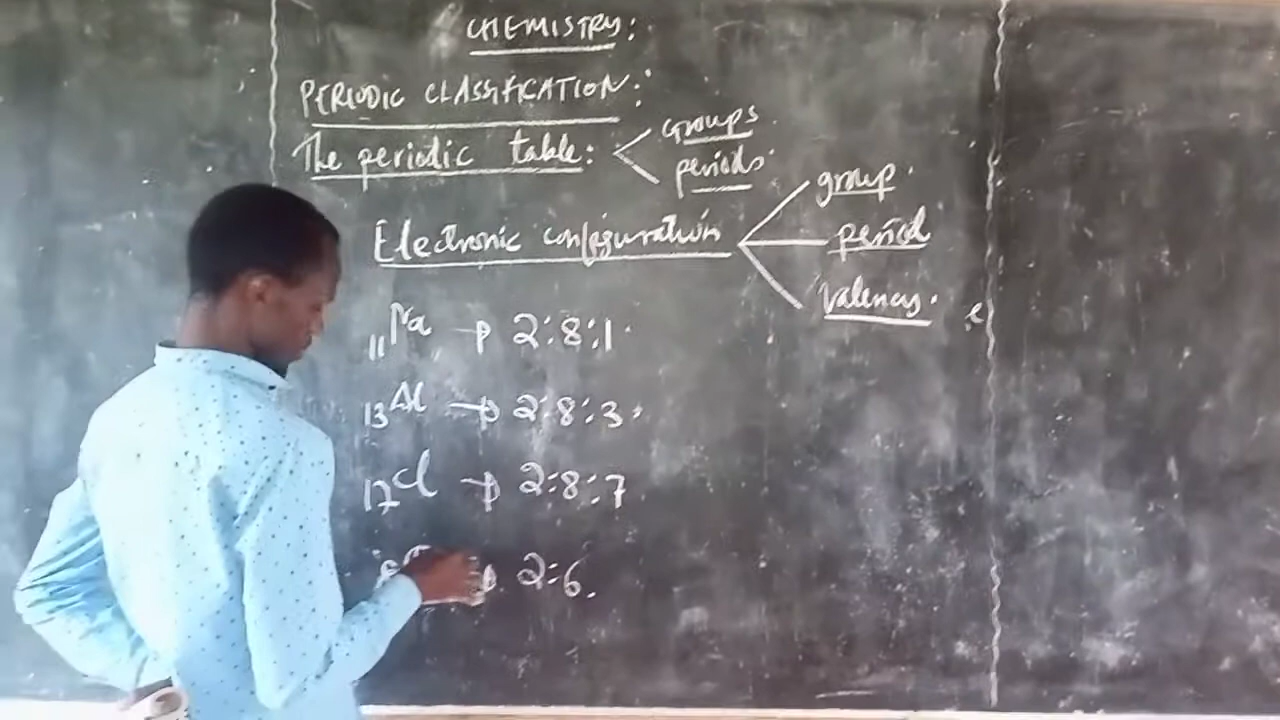 CHEMISTRY:
PERIODIC CLASSIFICATION:
The periodic table: groups.
periods.
group.
Electronic configuration period
valency. e
11Na → 2:8:1.
13Al → 2:8:3.
17Cl → 2:8:7
2:6.